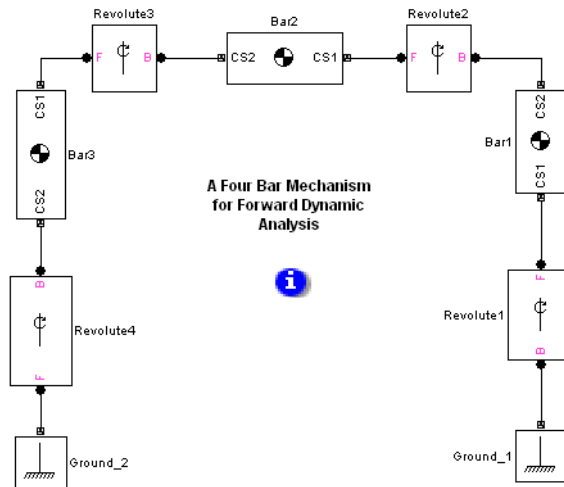 Revolute3
Bar2
Revolute2
F
B
CS2
CS1
F
B
CS1
CS2
Bar3
CS2
Bar1
CS1
A Four Bar Mechanism
for Forward Dynamic
Analysis
i
B
F
Revolute4
F
B
Revolute1
Ground_2
Ground_1